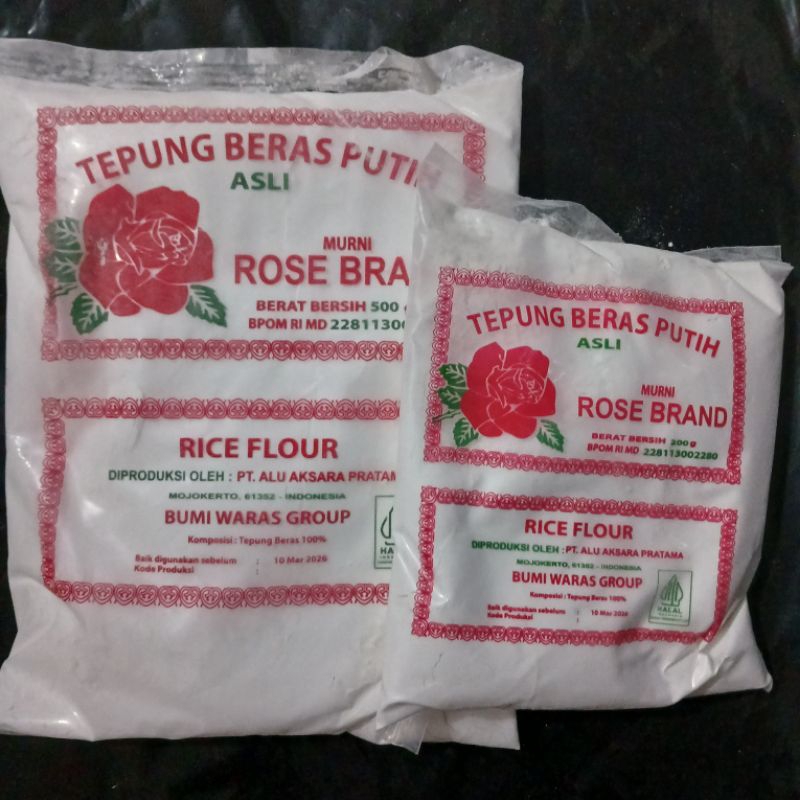 TEPUNG BERAS PUTIH
ASLI
MURNI
ROSE BRAND
BERAT BERSIH 500 g
BPOM RI MD 22811300
RICE FLOUR
DIPRODUKSI OLEH : PT. ALU AKSARA PRATAMA
MOJOKERTO, 61352 - INDONESIA
BUMI WARAS GROUP
Komposisi : Tepung Beras 100%
Baik digunakan sebelum : 10 Mar 2026
Kode Produksi :
HALAL
TEPUNG BERAS PUTIH
ASLI
MURNI
ROSE BRAND
BERAT BERSIH 200 g
BPOM RI MD 228113002280
RICE FLOUR
DIPRODUKSI OLEH : PT. ALU AKSARA PRATAMA
MOJOKERTO, 61352 - INDONESIA
BUMI WARAS GROUP
Komposisi : Tepung Beras 100%
Baik digunakan sebelum : 10 Mar 2026
Kode Produksi :
HALAL
INDONESIA